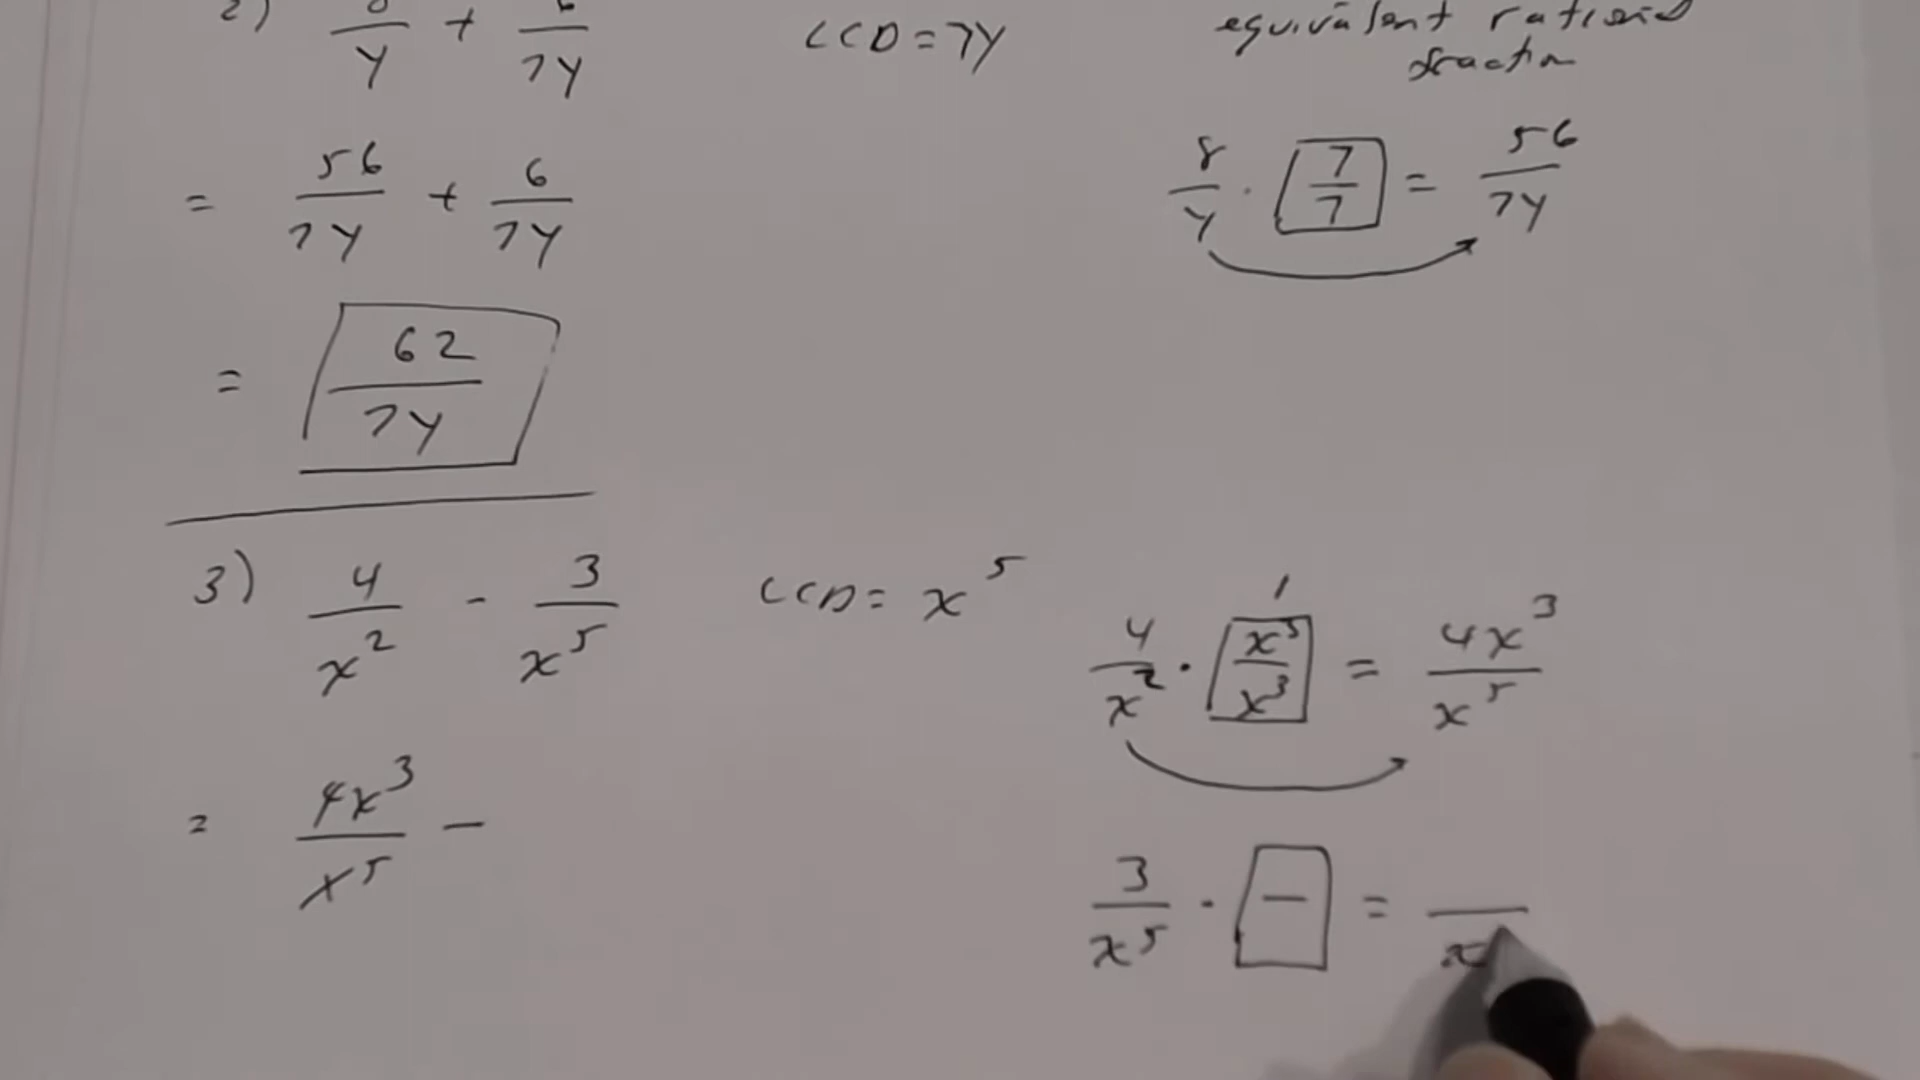 2) 8/y + 6/7y LCD = 7y equivalent rational
fraction
= 56/7y + 6/7y 8/y · 7/7 = 56/7y
= 62/7y
3) 4/x² - 3/x⁵ LCD = x⁵ 1
4/x² · x³/x³ = 4x³/x⁵
= 4x³/x⁵ -
3/x⁵ · — = —/x